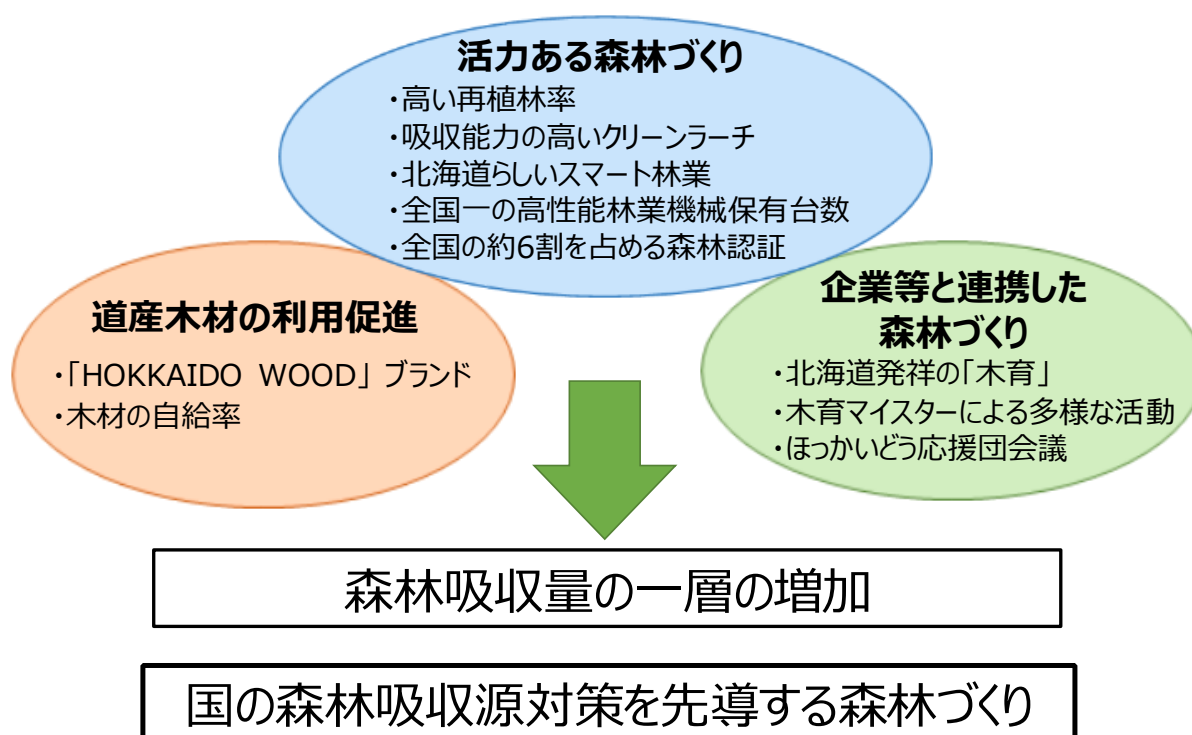 活力ある森林づくり
・高い再植林率
・吸収能力の高いクリーンラーチ
・北海道らしいスマート林業
・全国一の高性能林業機械保有台数
・全国の約6割を占める森林認証
道産木材の利用促進
・「HOKKAIDO WOOD」 ブランド
・木材の自給率
企業等と連携した
森林づくり
・北海道発祥の「木育」
・木育マイスターによる多様な活動
・ほっかいどう応援団会議
森林吸収量の一層の増加
国の森林吸収源対策を先導する森林づくり